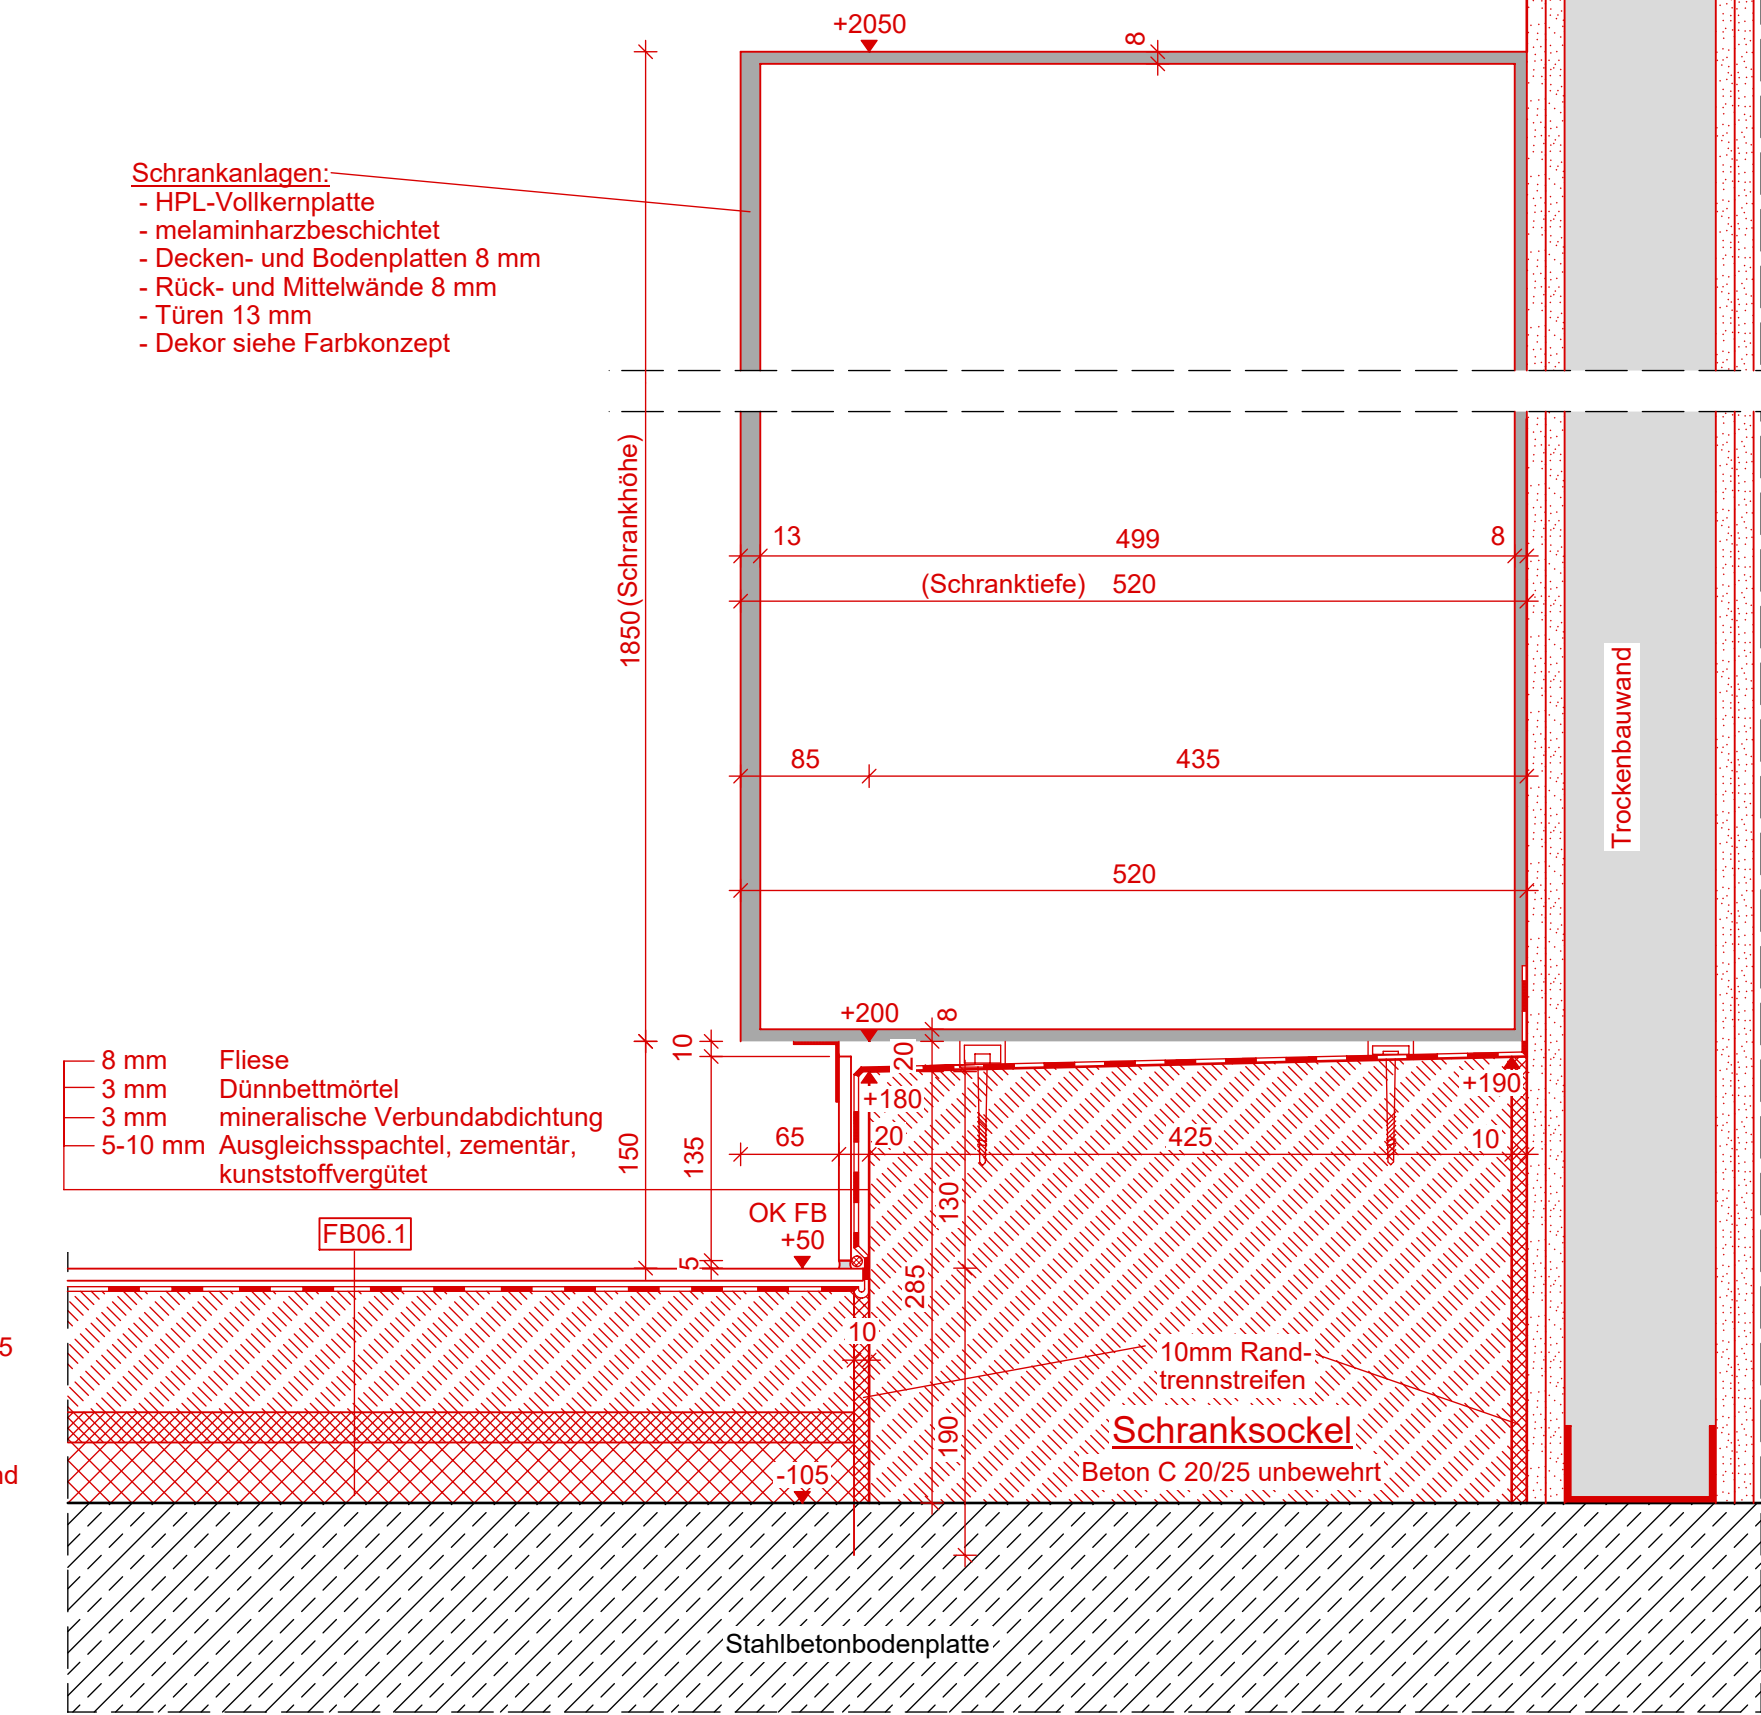 +2050
8
Schrankanlagen:
- HPL-Vollkernplatte
- melaminharzbeschichtet
- Decken- und Bodenplatten 8 mm
- Rück- und Mittelwände 8 mm
- Türen 13 mm
- Dekor siehe Farbkonzept
1850 (Schrankhöhe)
13
499
8
(Schranktiefe) 520
Trockenbauwand
85
435
520
+200
8
10
20
8 mm Fliese
3 mm Dünnbettmörtel
3 mm mineralische Verbundabdichtung
5-10 mm Ausgleichsspachtel, zementär,
kunststoffvergütet
+180
+190
150
135
65
20
425
10
130
OK FB
+50
FB06.1
5
285
10
5
10mm Rand-
trennstreifen
190
Schranksockel
Beton C 20/25 unbewehrt
nd
-105
Stahlbetonbodenplatte